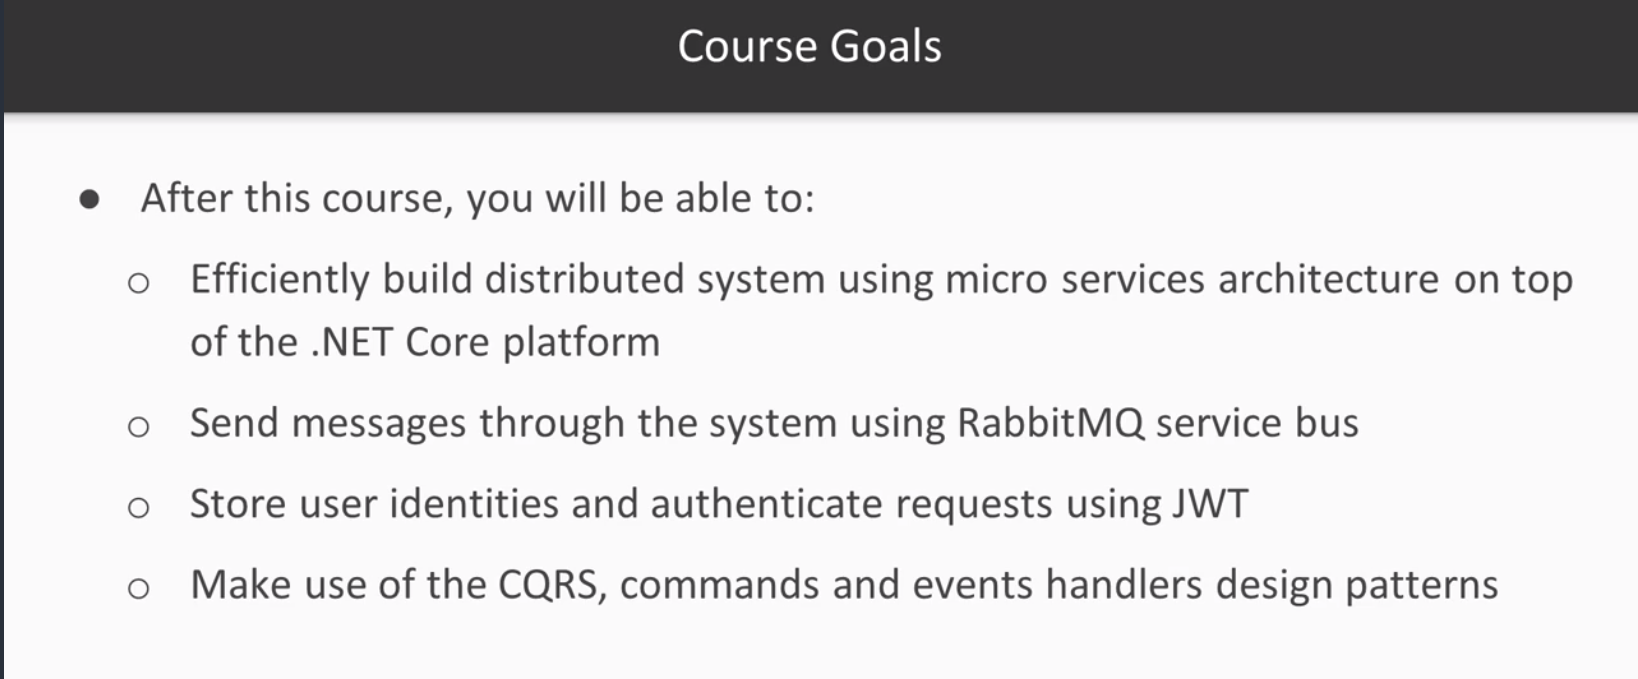 Course Goals
● After this course, you will be able to:
○ Efficiently build distributed system using micro services architecture on top
of the .NET Core platform
○ Send messages through the system using RabbitMQ service bus
○ Store user identities and authenticate requests using JWT
○ Make use of the CQRS, commands and events handlers design patterns